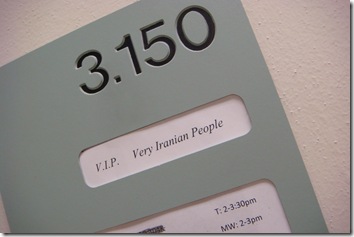 3.150
V.I.P. Very Iranian People
T: 2-3:30pm
MW: 2-3pm